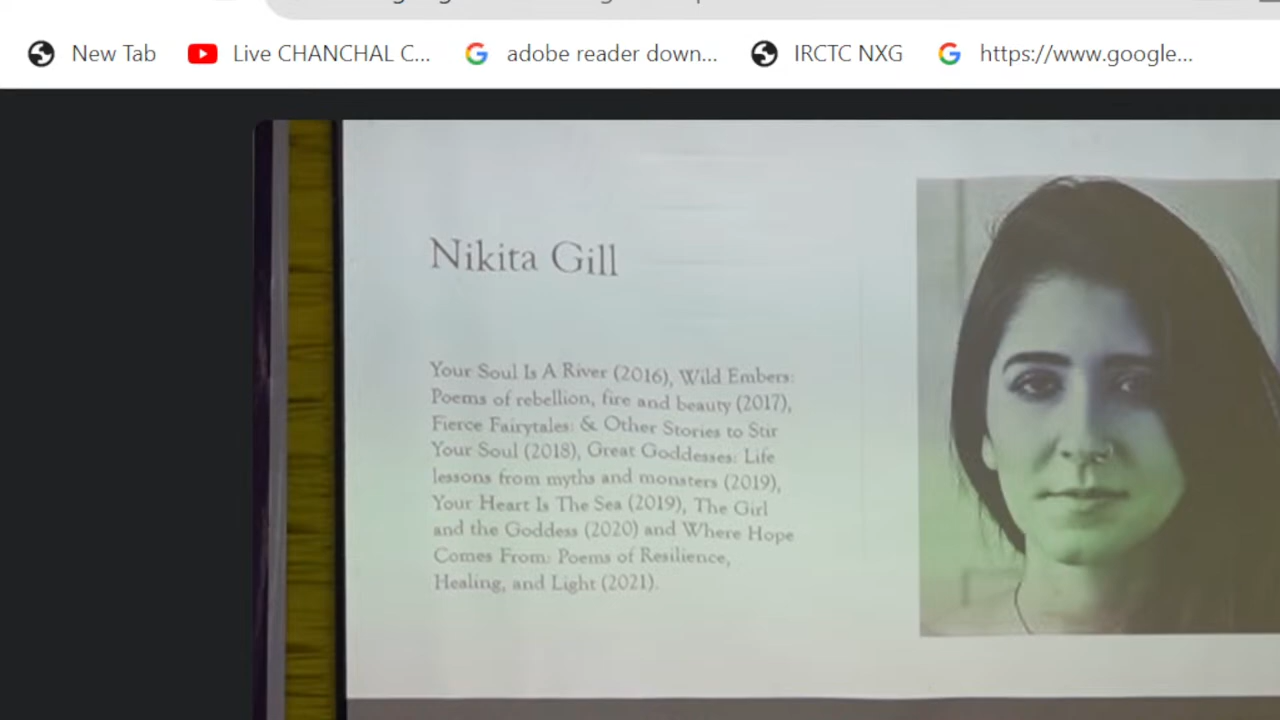 New Tab
Live CHANCHAL C...
adobe reader down...
IRCTC NXG
https://www.google...
Nikita Gill
Your Soul Is A River (2016), Wild Embers:
Poems of rebellion, fire and beauty (2017),
Fierce Fairytales: & Other Stories to Stir
Your Soul (2018), Great Goddesses: Life
lessons from myths and monsters (2019),
Your Heart Is The Sea (2019), The Girl
and the Goddess (2020) and Where Hope
Comes From: Poems of Resilience,
Healing, and Light (2021).